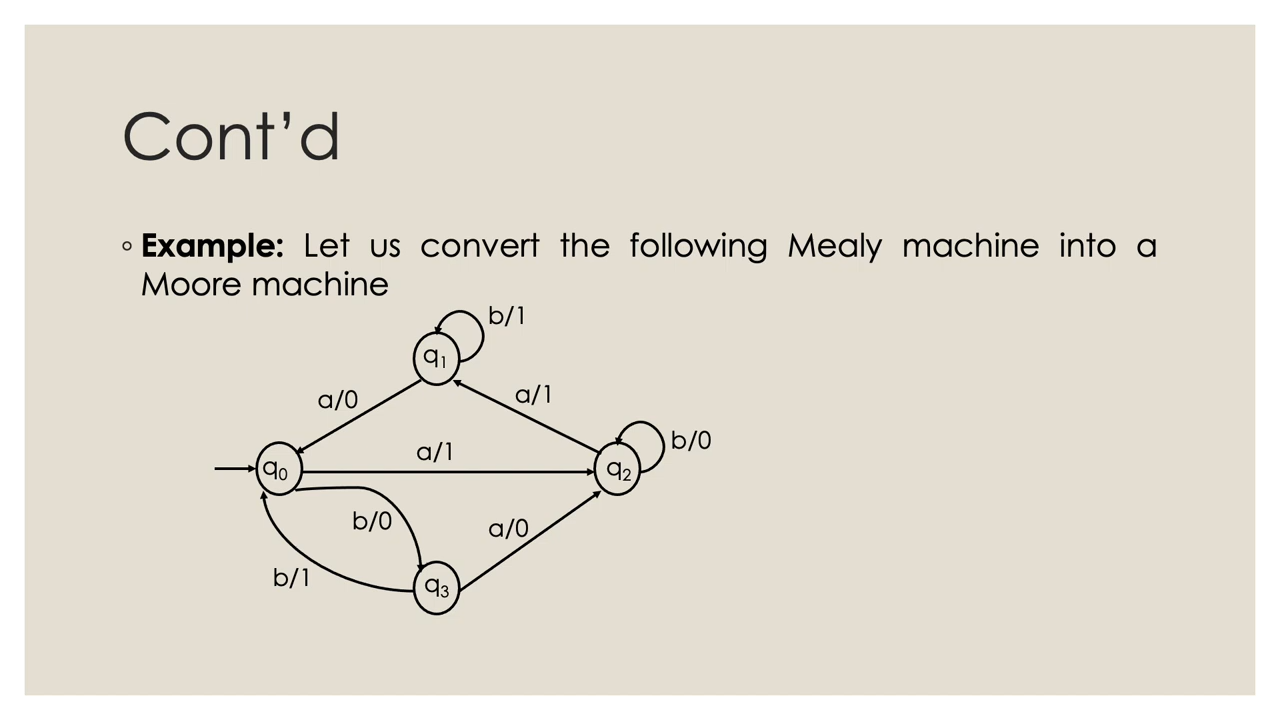 Cont’d
◦ Example: Let us convert the following Mealy machine into a
Moore machine
b/1
q₁
a/0
a/1
b/0
q₀
a/1
q₂
b/0
a/0
b/1
q₃